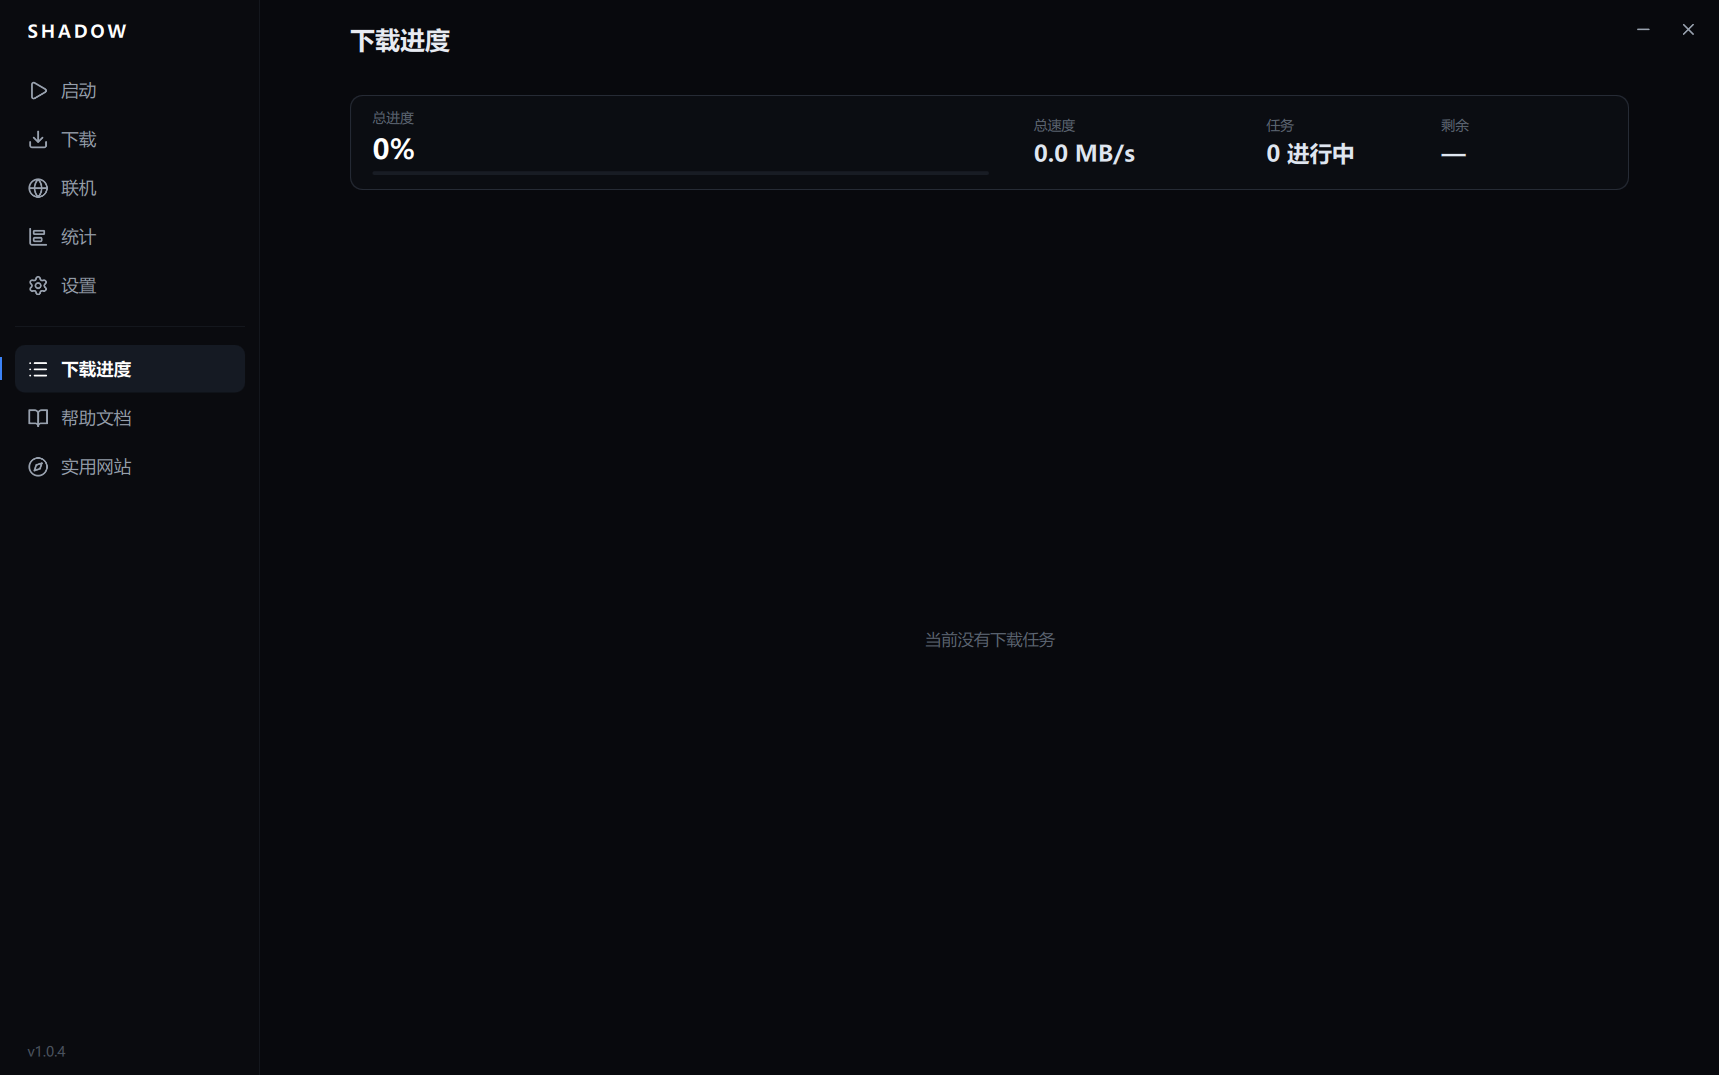 SHADOW
启动
下载
联机
统计
设置
下载进度
帮助文档
实用网站
v1.0.4
下载进度
总进度
0%
总速度
0.0 MB/s
任务
0 进行中
剩余
—
当前没有下载任务